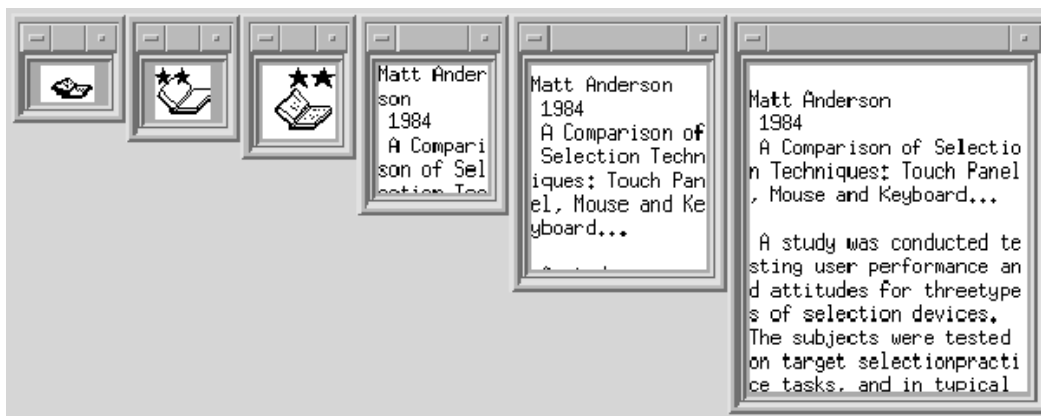 Matt Ander
son
1984
A Compari
son of Sel
ection Tec
Matt Anderson
1984
A Comparison of
Selection Techn
iques: Touch Pan
el, Mouse and Ke
yboard...
Matt Anderson
1984
A Comparison of Selectio
n Techniques: Touch Panel
, Mouse and Keyboard...
A study was conducted te
sting user performance an
d attitudes for threetype
s of selection devices.
The subjects were tested
on target selectionpracti
ce tasks, and in typical